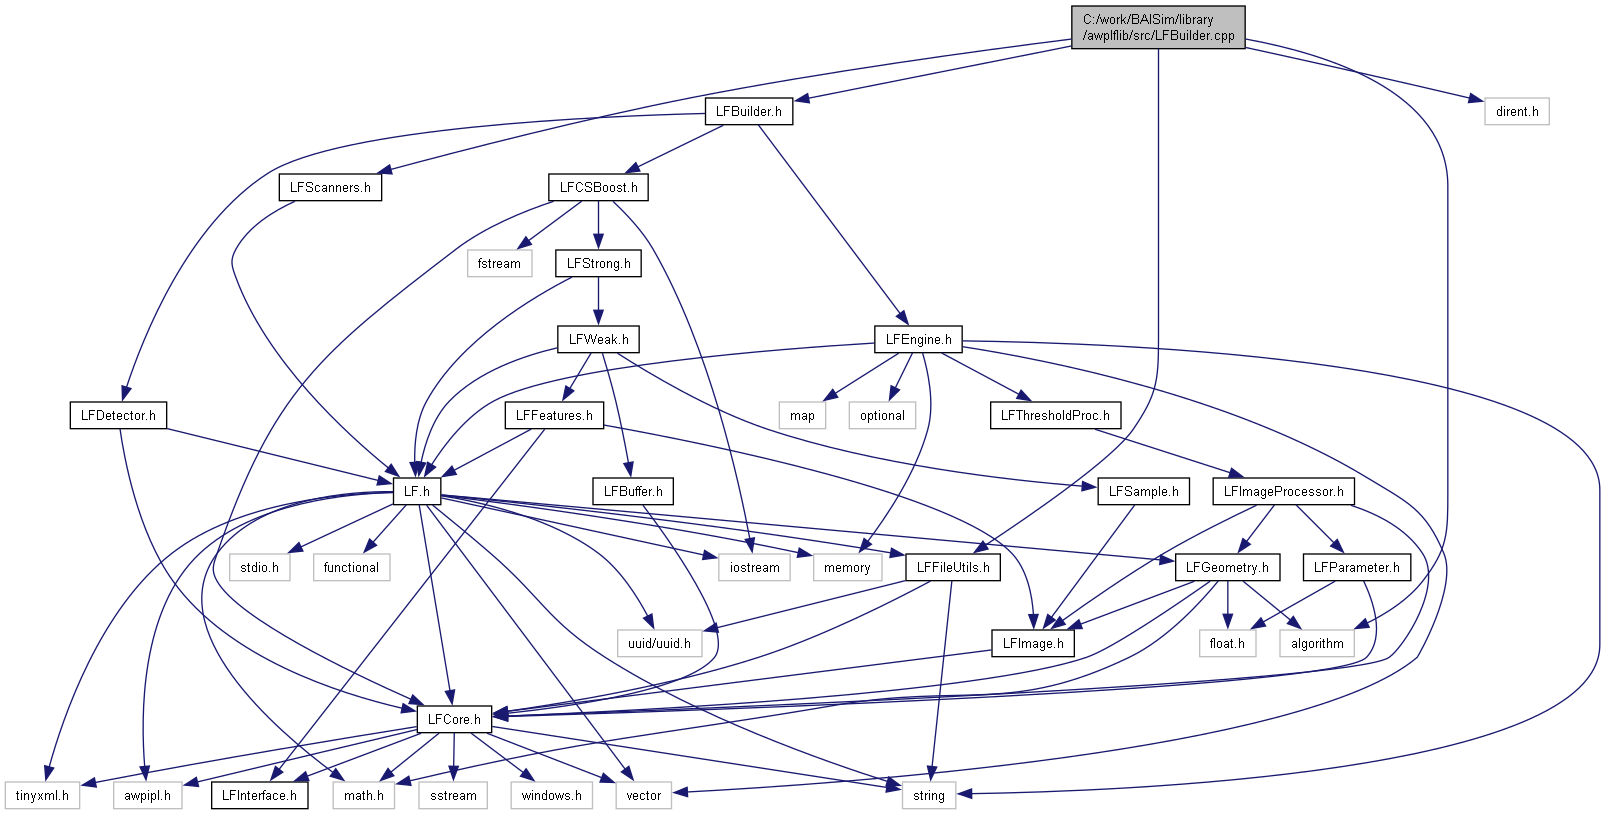 C:/work/BAISim/library
/awplflib/src/LFBuilder.cpp
LFBuilder.h
dirent.h
LFScanners.h
LFCSBoost.h
fstream
LFStrong.h
LFWeak.h
LFEngine.h
LFDetector.h
LFFeatures.h
map
optional
LFThresholdProc.h
LF.h
LFBuffer.h
LFSample.h
LFImageProcessor.h
stdio.h
functional
iostream
memory
LFFileUtils.h
LFGeometry.h
LFParameter.h
uuid/uuid.h
LFImage.h
float.h
algorithm
LFCore.h
tinyxml.h
awpipl.h
LFInterface.h
math.h
sstream
windows.h
vector
string